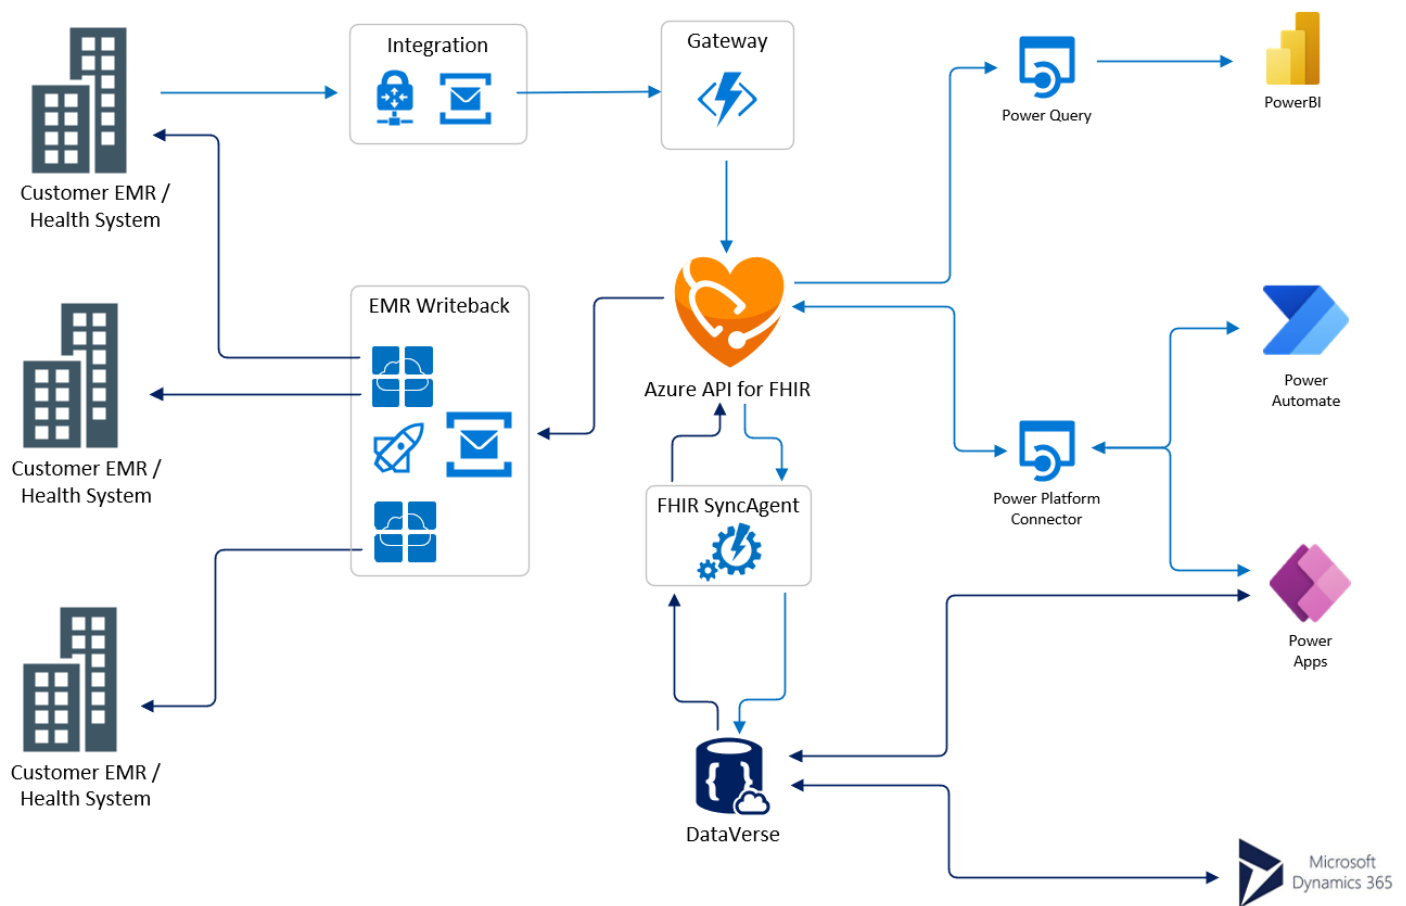 Integration
Gateway
Power Query
PowerBI
Customer EMR /
Health System
EMR Writeback
Azure API for FHIR
Power
Automate
Customer EMR /
Health System
FHIR SyncAgent
Power Platform
Connector
Power
Apps
Customer EMR /
Health System
{ }
DataVerse
Microsoft
Dynamics 365